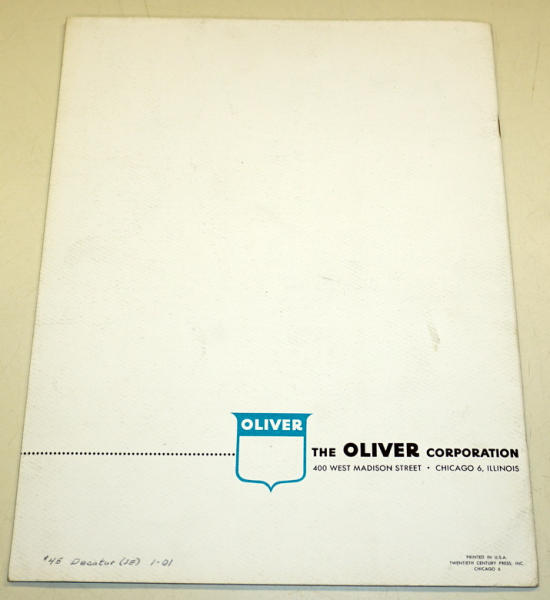 OLIVER
THE OLIVER CORPORATION
400 WEST MADISON STREET • CHICAGO 6, ILLINOIS
#45 Decatur (JE) 1-01
PRINTED IN U.S.A.
TWENTIETH CENTURY PRESS, INC.
CHICAGO 6